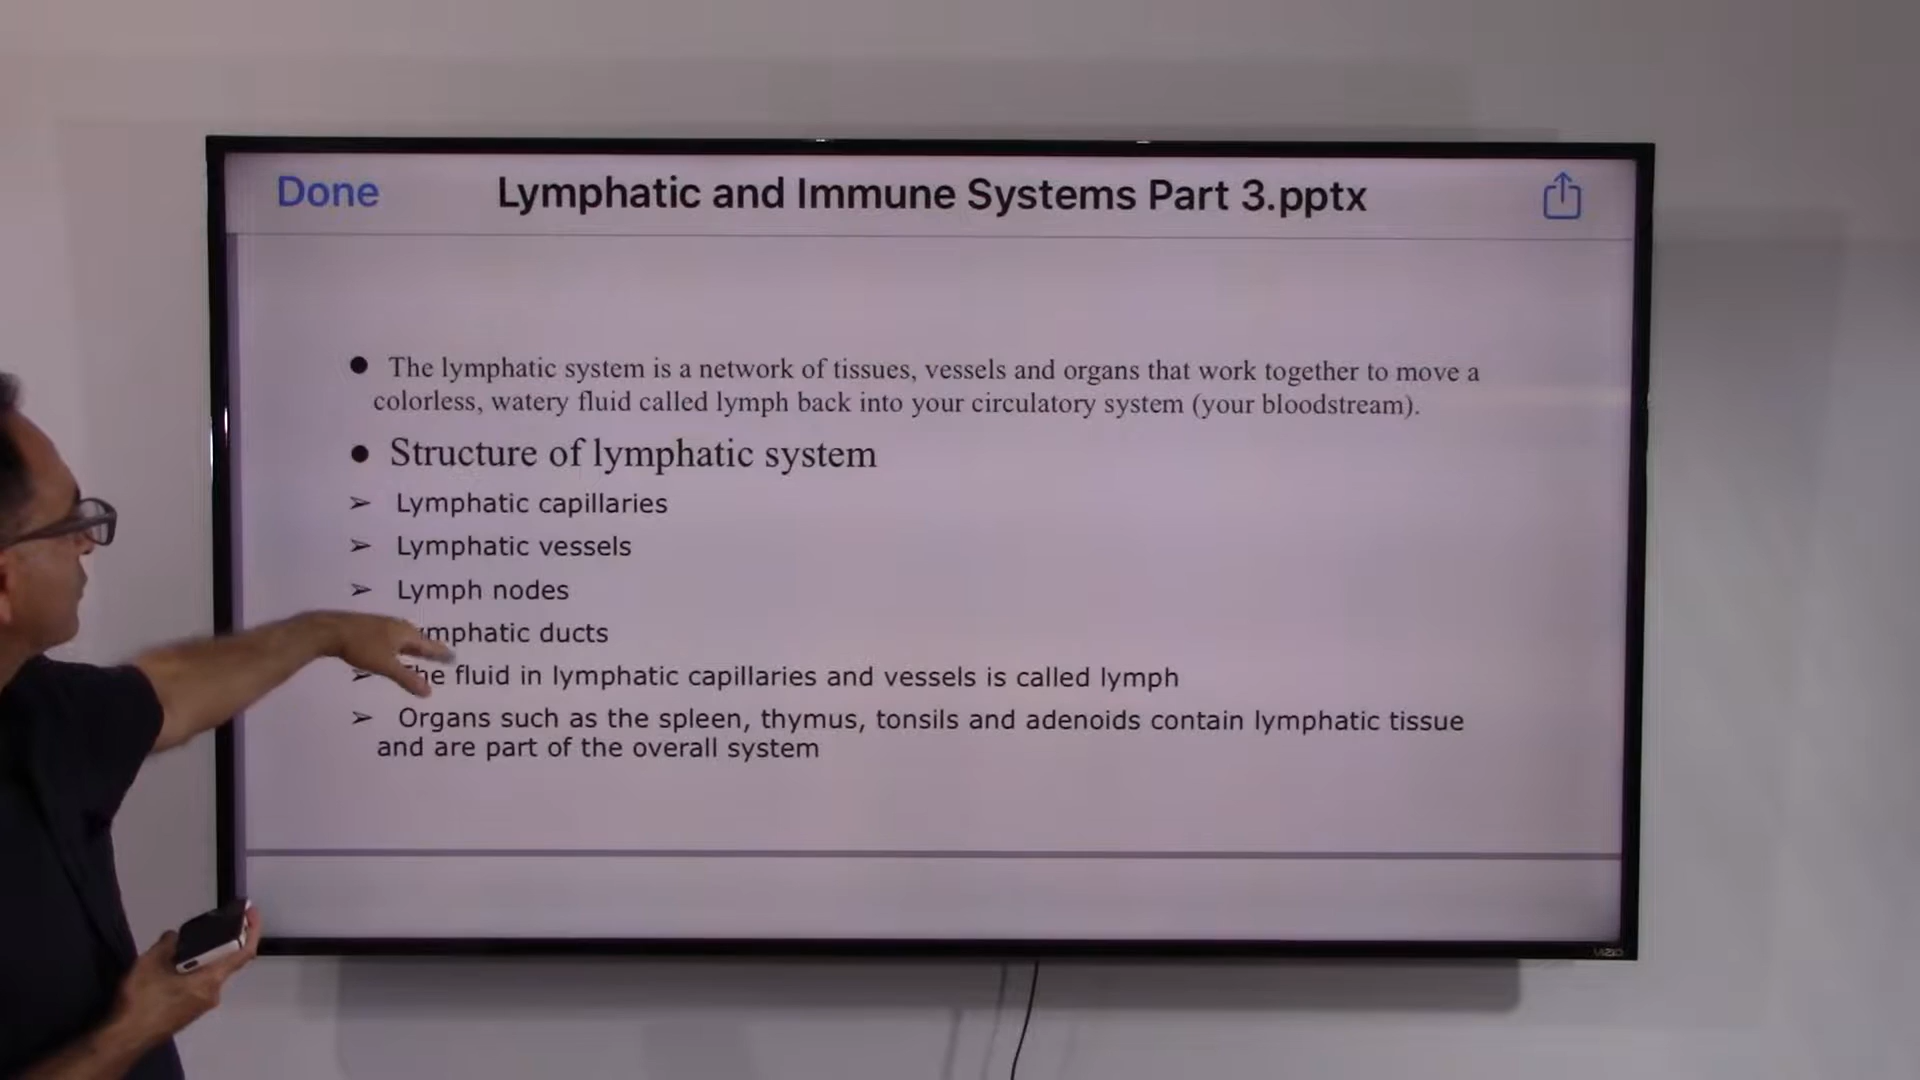 Done Lymphatic and Immune Systems Part 3.pptx
● The lymphatic system is a network of tissues, vessels and organs that work together to move a
colorless, watery fluid called lymph back into your circulatory system (your bloodstream).
● Structure of lymphatic system
➢ Lymphatic capillaries
➢ Lymphatic vessels
➢ Lymph nodes
mphatic ducts
➢ he fluid in lymphatic capillaries and vessels is called lymph
➢ Organs such as the spleen, thymus, tonsils and adenoids contain lymphatic tissue
and are part of the overall system
VIZIO